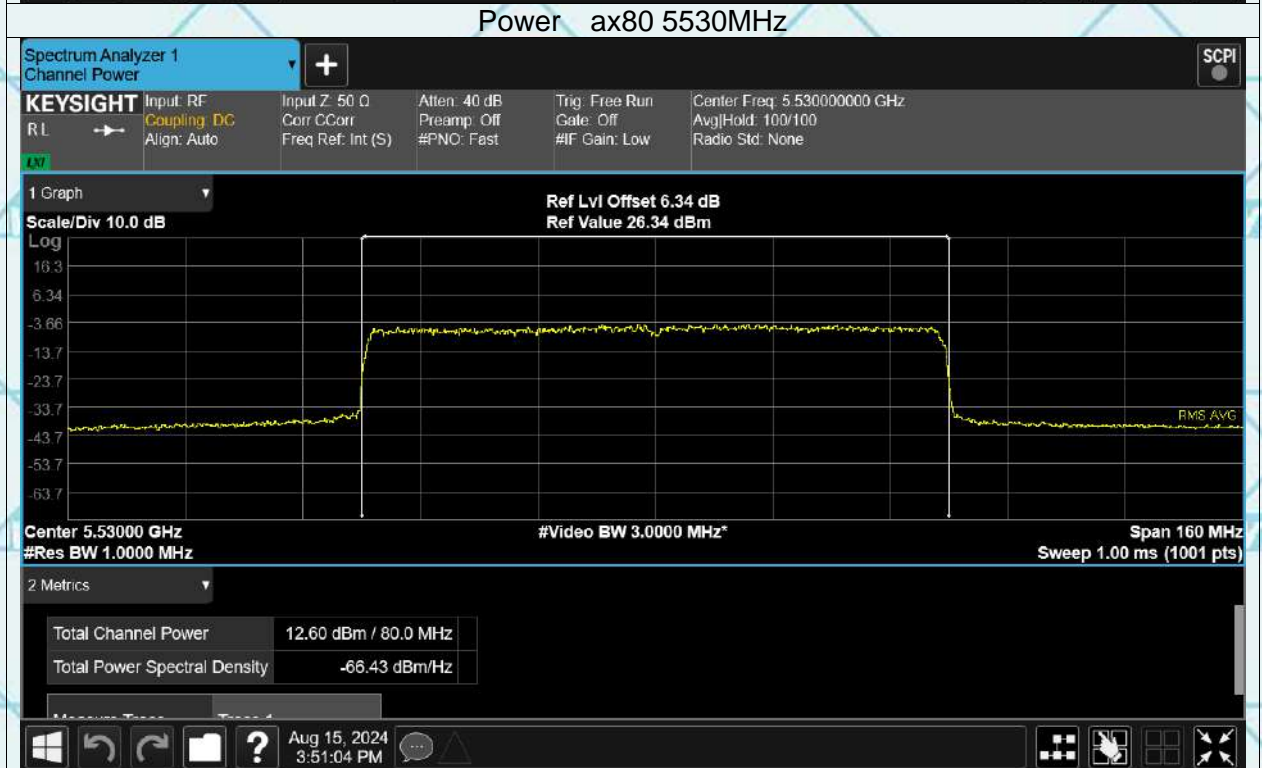 Power ax80 5530MHz
Spectrum Analyzer 1
Channel Power
SCPI
KEYSIGHT Input: RF Input Z: 50 Ω Atten: 40 dB Trig: Free Run Center Freq: 5.530000000 GHz
RL Coupling: DC Corr CCorr Preamp: Off Gate: Off Avg|Hold: 100/100
Align: Auto Freq Ref: Int (S) #PNO: Fast #IF Gain: Low Radio Std: None
LXI
1 Graph
Ref Lvl Offset 6.34 dB
Scale/Div 10.0 dB Ref Value 26.34 dBm
Log
16.3
6.34
-3.66
-13.7
-23.7
-33.7
RMS AVG
-43.7
-53.7
-63.7
Center 5.53000 GHz #Video BW 3.0000 MHz* Span 160 MHz
#Res BW 1.0000 MHz Sweep 1.00 ms (1001 pts)
2 Metrics
Total Channel Power 12.60 dBm / 80.0 MHz
Total Power Spectral Density -66.43 dBm/Hz
?
Aug 15, 2024
3:51:04 PM